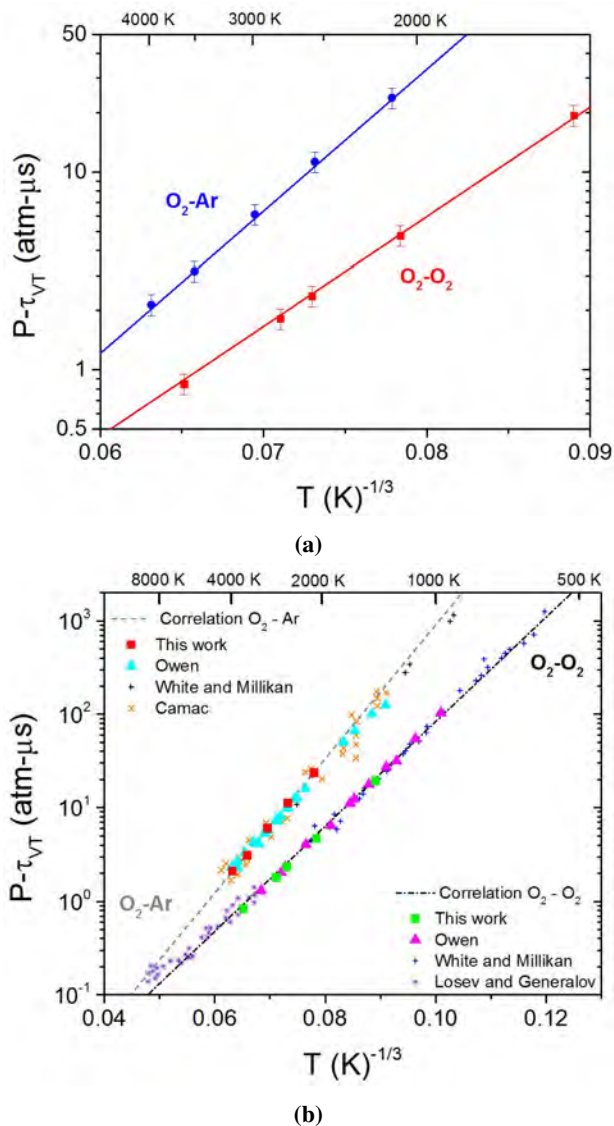 4000 K 3000 K 2000 K
50
10
1
0.5
P-τVT (atm-μs)
O2-Ar
O2-O2
0.06 0.07 0.08 0.09
T (K)-1/3
(a)
8000 K 4000 K 2000 K 1000 K 500 K
10³
10²
10¹
10⁰
10⁻¹
P-τVT (atm-μs)
Correlation O2 - Ar
This work
Owen
White and Millikan
Camac
O2-O2
O2-Ar
Correlation O2 - O2
This work
Owen
White and Millikan
Losev and Generalov
0.04 0.06 0.08 0.10 0.12
T (K)-1/3
(b)